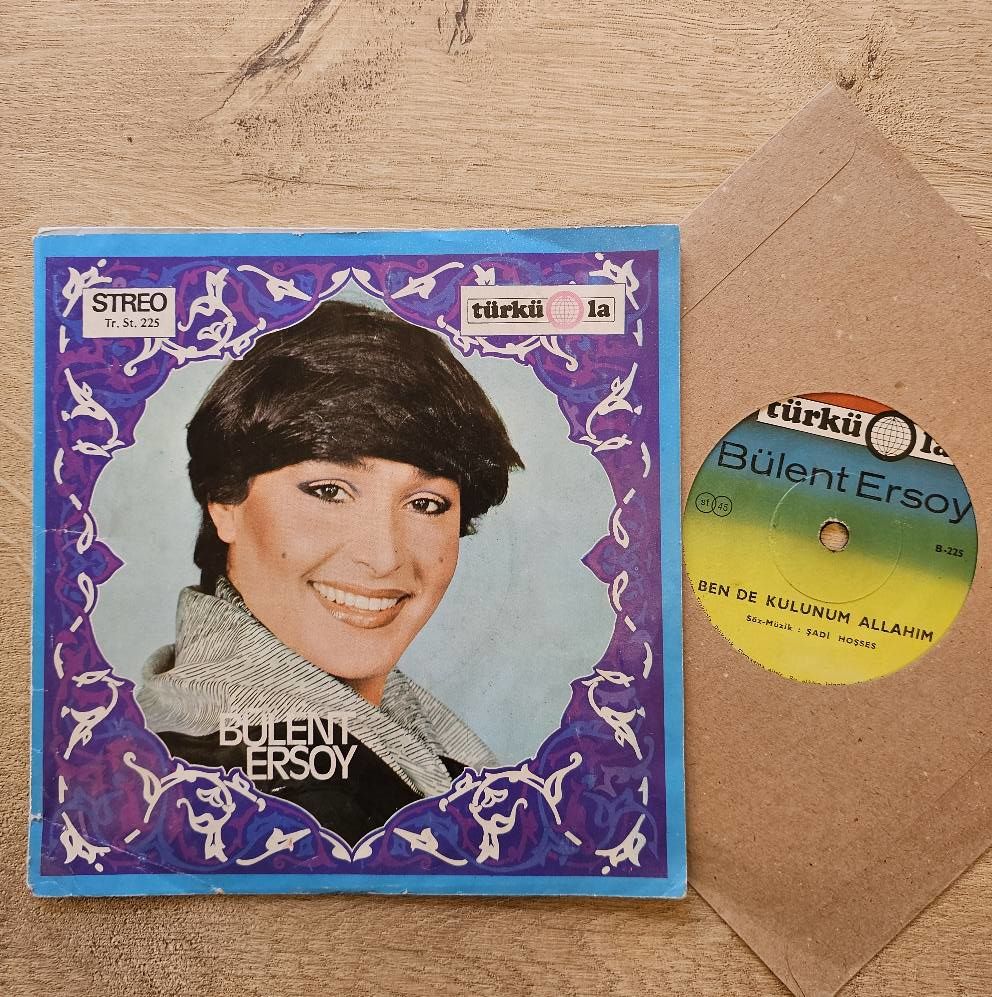 STREO
Tr. St. 225
türkü la
BÜLENT
ERSOY
türkü la
Bülent Ersoy
st 45
B-225
BEN DE KULUNUM ALLAHIM
Söz-Müzik : ŞADİ HOŞSES